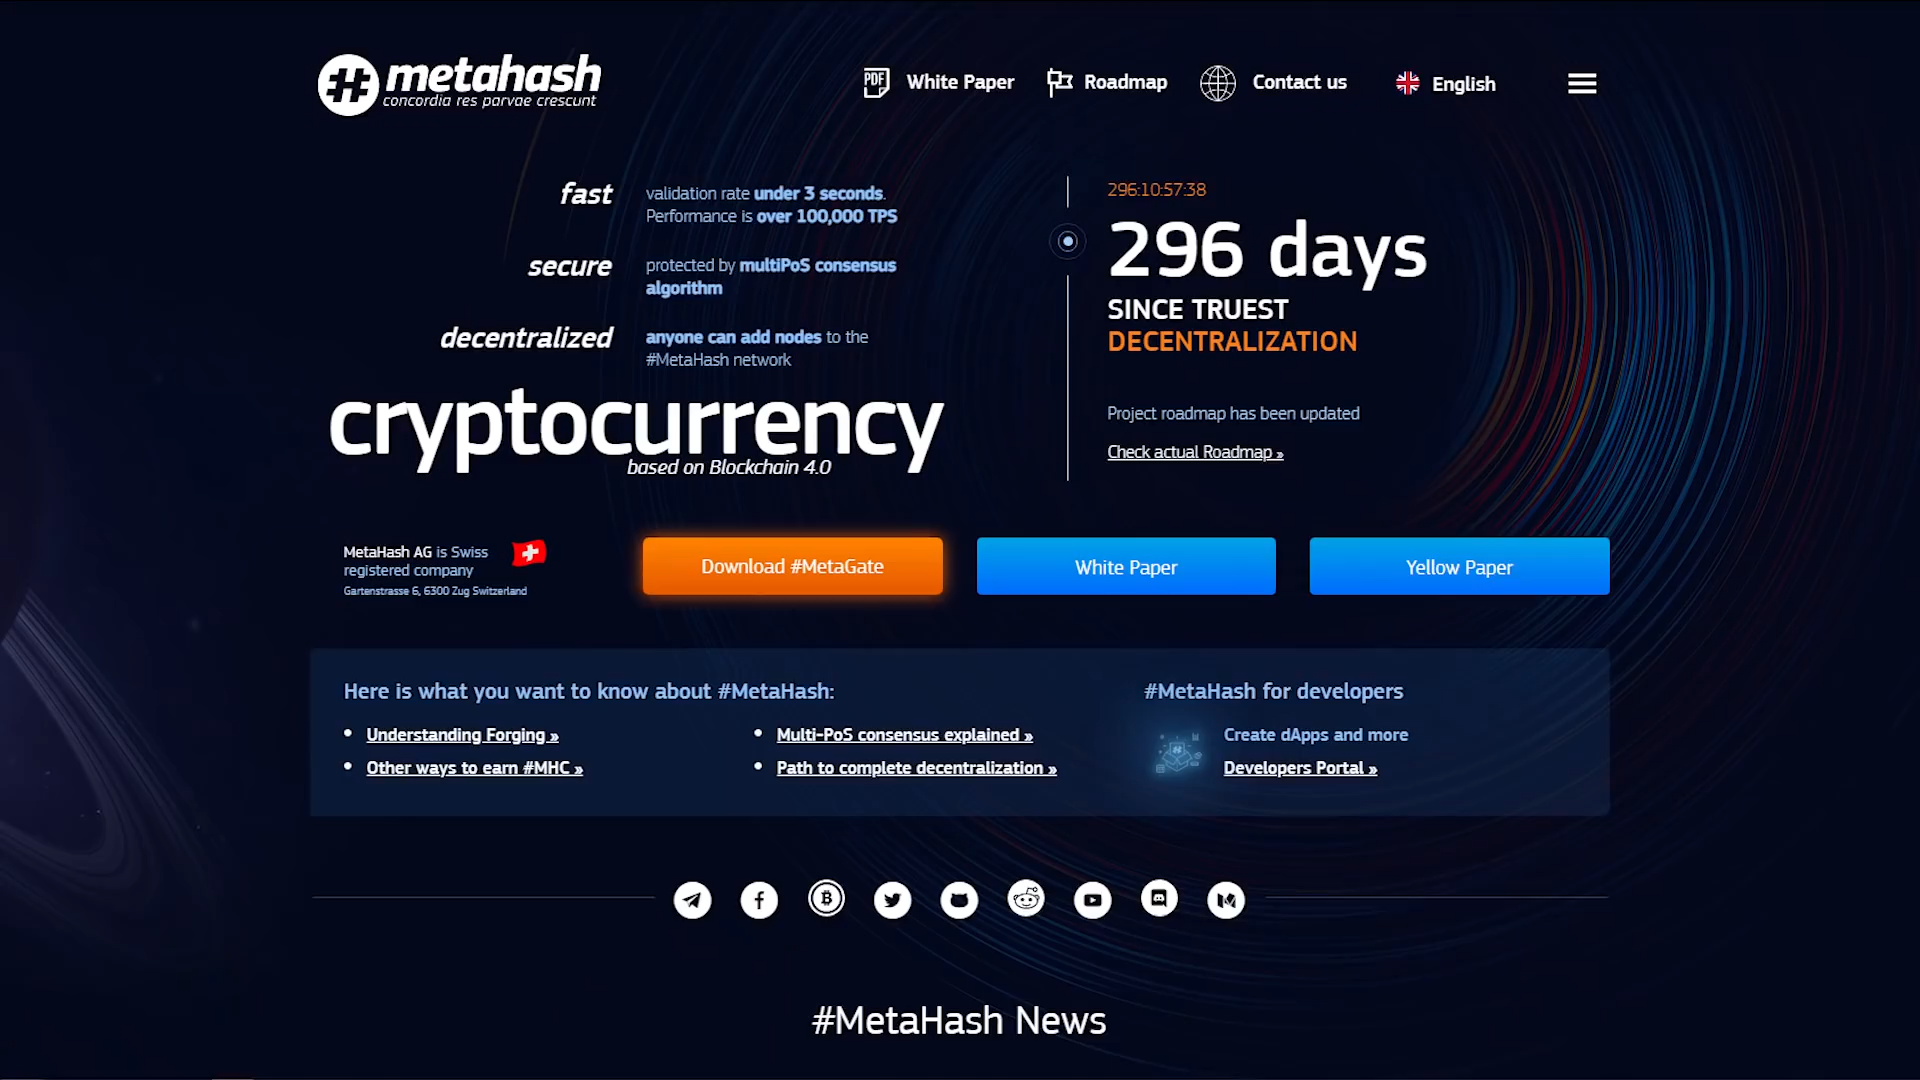 metahash
concordia res parvae crescunt
PDF
White Paper
Roadmap
Contact us
English
fast
validation rate under 3 seconds.
Performance is over 100,000 TPS
secure
protected by multiPoS consensus
algorithm
decentralized
anyone can add nodes to the
#MetaHash network
cryptocurrency
based on Blockchain 4.0
296:10:57:38
296 days
SINCE TRUEST
DECENTRALIZATION
Project roadmap has been updated
Check actual Roadmap »
MetaHash AG is Swiss
registered company
Gartenstrasse 6, 6300 Zug Switzerland
Download #MetaGate
White Paper
Yellow Paper
Here is what you want to know about #MetaHash:
Understanding Forging »
Other ways to earn #MHC »
Multi-PoS consensus explained »
Path to complete decentralization »
#MetaHash for developers
Create dApps and more
Developers Portal »
#MetaHash News